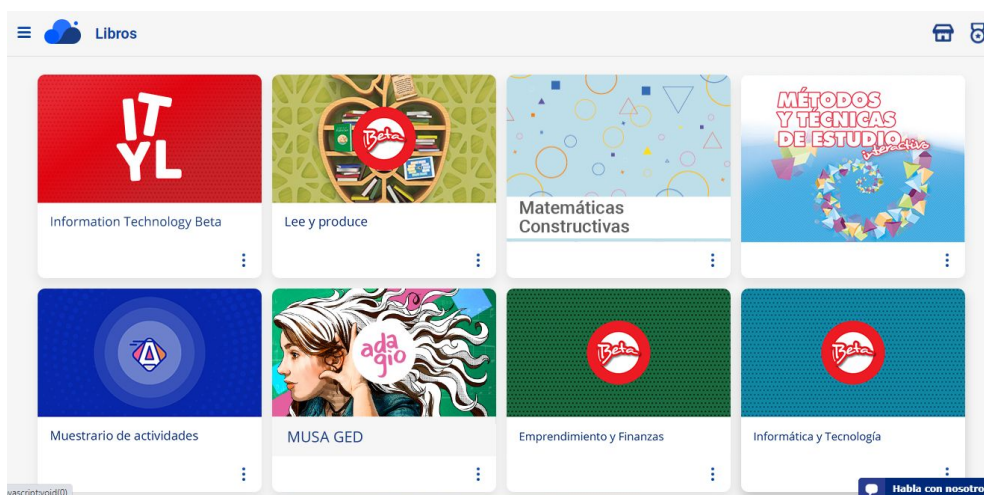 Libros
IT
YL
Information Technology Beta
Beta
Lee y produce
Matemáticas
Constructivas
MÉTODOS
Y TÉCNICAS
DE ESTUDIO
interactivo
Muestrario de actividades
ada
gio
MUSA GED
Beta
Emprendimiento y Finanzas
Beta
Informática y Tecnología
vascript:void(0)
Habla con nosotro